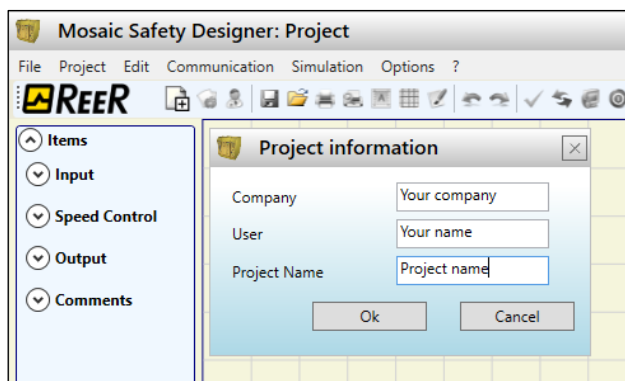 Mosaic Safety Designer: Project
File Project Edit Communication Simulation Options ?
REER
Items
Input
Speed Control
Output
Comments
Project information
Company Your company
User Your name
Project Name Project name
Ok Cancel